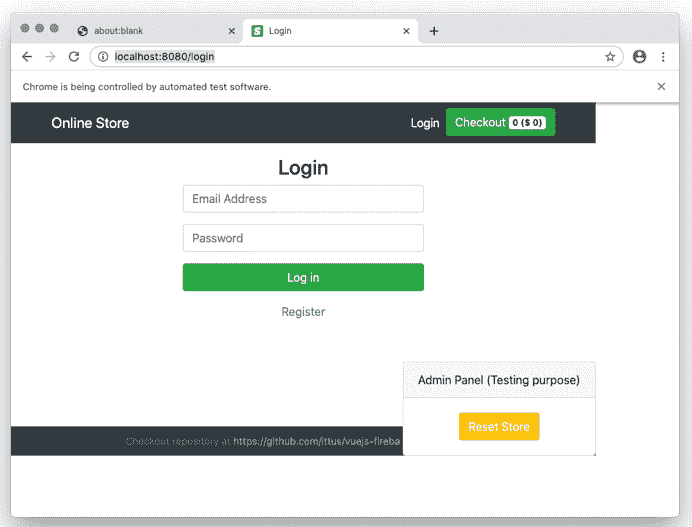 about:blank
Login
localhost:8080/login
Chrome is being controlled by automated test software.
Online Store
Login
Checkout 0 ($ 0)
Login
Email Address
Password
Log in
Register
Admin Panel (Testing purpose)
Reset Store
Checkout repository at https://github.com/ittus/vuejs-fireba